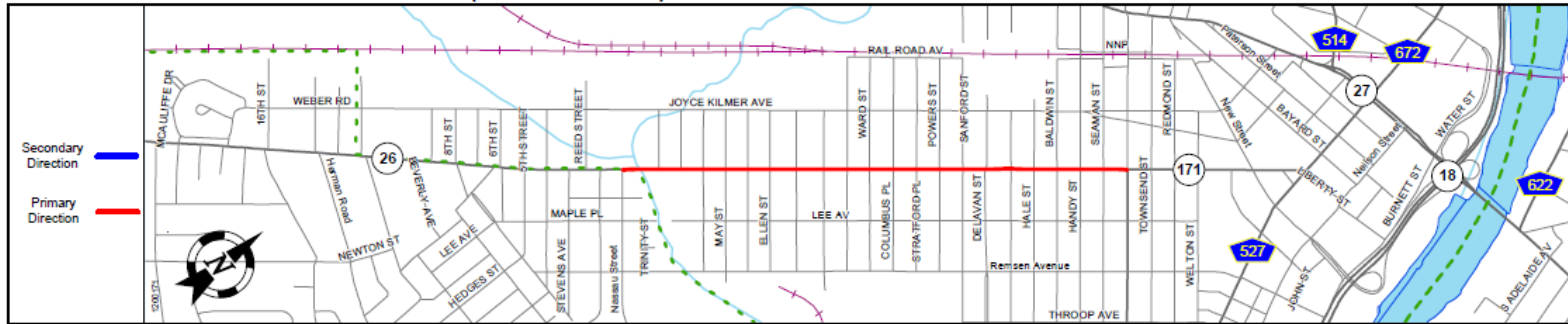 Secondary
Direction
Primary
Direction
MCAULIFFE DR
16TH ST
WEBER RD
26
8TH ST
6TH ST
5TH STREET
REED STREET
JOYCE KILMER AVE
RAIL ROAD AV
WARD ST
POWERS ST
SANFORD ST
BALDWIN ST
SEAMAN ST
NNP
REDMOND ST
Paterson Street
514
672
27
New Street
BAYARD ST
Neilson Street
WATER ST
171
LIBERTY ST
BURNETT ST
18
622
Herman Road
BEVERLY AVE
NEWTON ST
LEE AVE
HEDGES ST
MAPLE PL
STEVENS AVE
Nassau Street
TRINITY ST
MAY ST
ELLEN ST
LEE AV
COLUMBUS PL
STRATFORD PL
DELAVAN ST
HALE ST
HANDY ST
TOWNSEND ST
WELTON ST
527
JOHN ST
S ADELAIDE AV
Remsen Avenue
THROOP AVE
1200171
N